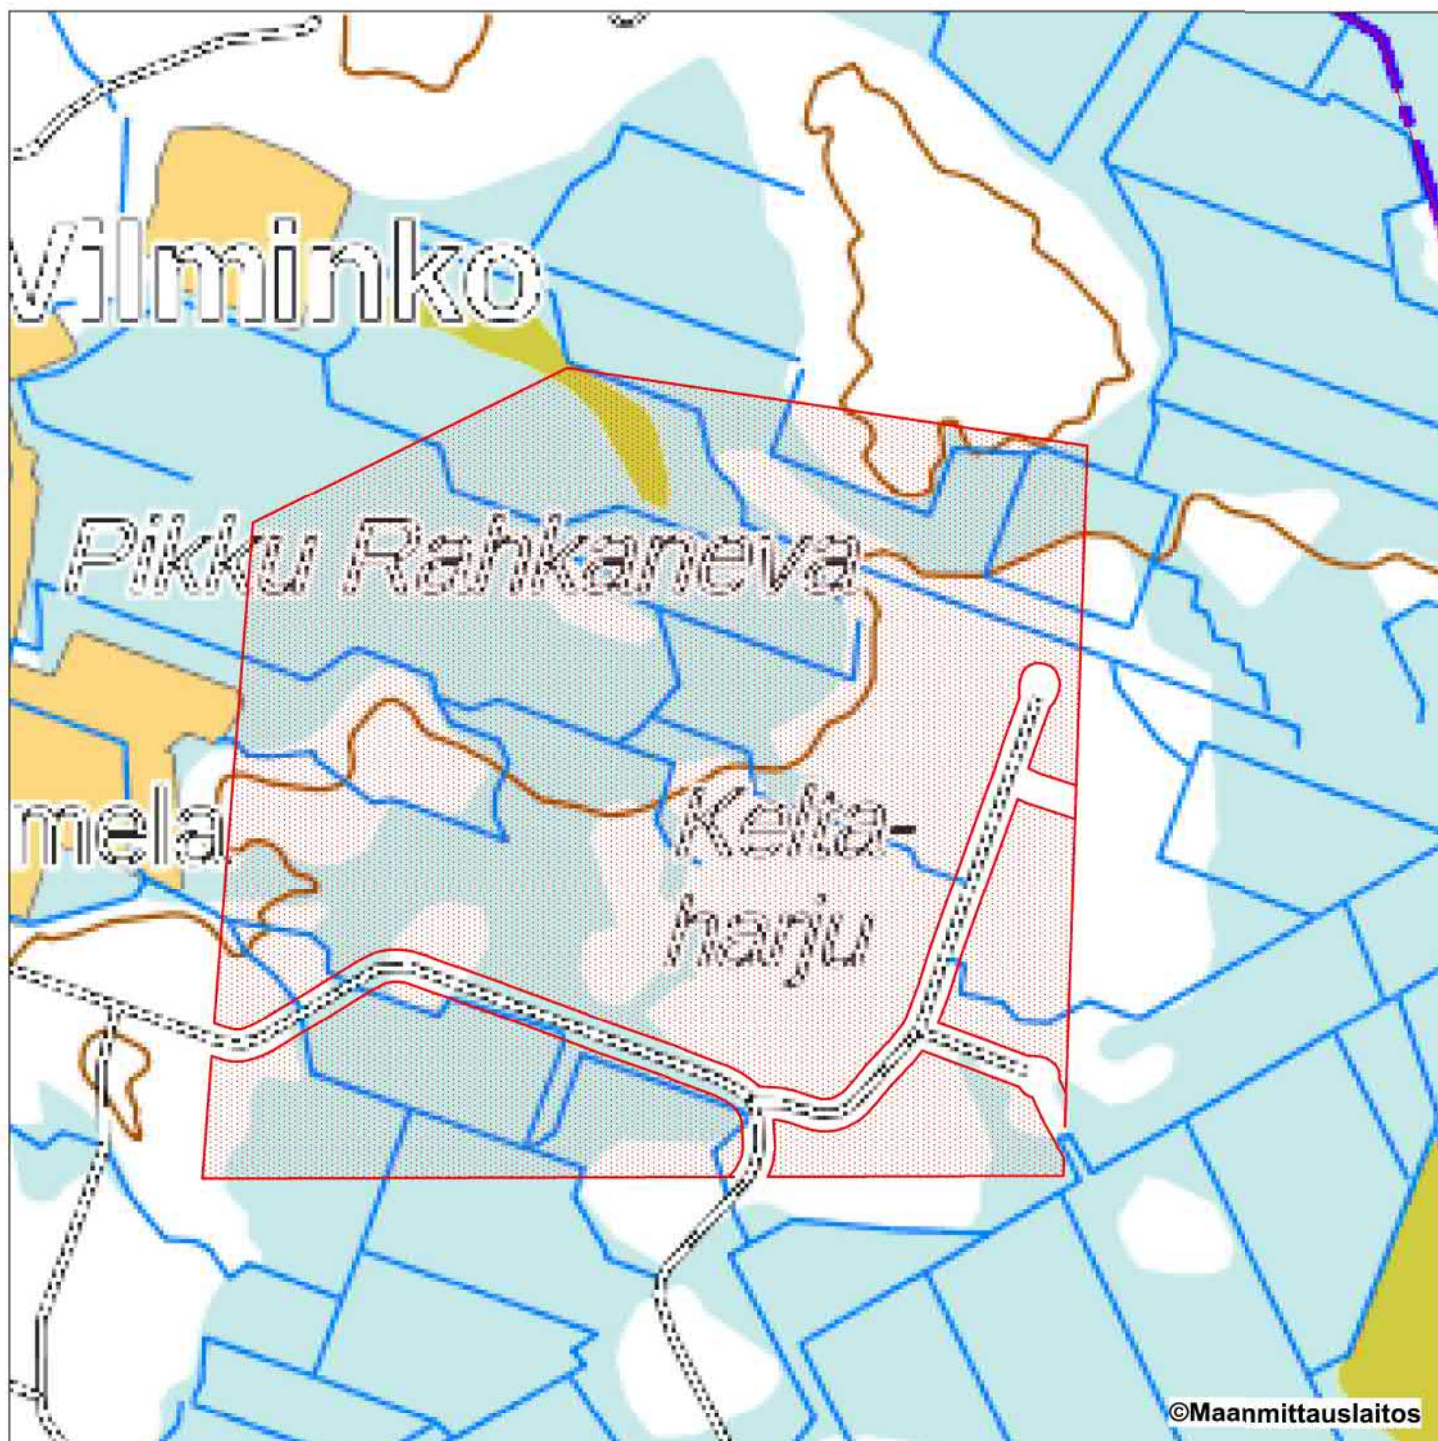 Vilminko
Pikku Rahkaneva
mela
Kelta-
harju
©Maanmittauslaitos